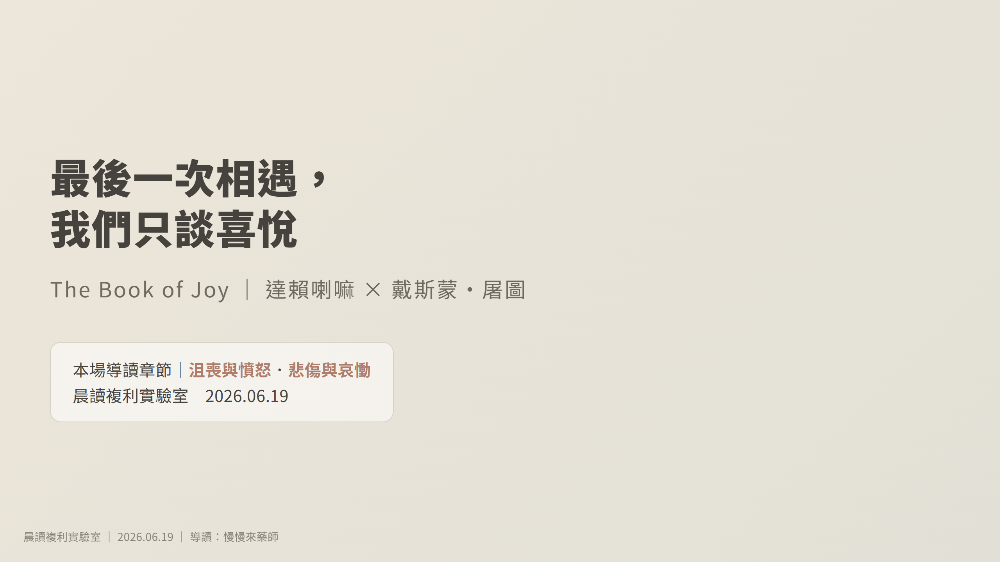 最後一次相遇，
我們只談喜悅
The Book of Joy ｜ 達賴喇嘛 × 戴斯蒙・屠圖
本場導讀章節｜沮喪與憤怒・悲傷與哀慟
晨讀複利實驗室　2026.06.19
晨讀複利實驗室 ｜ 2026.06.19 ｜ 導讀：慢慢來藥師